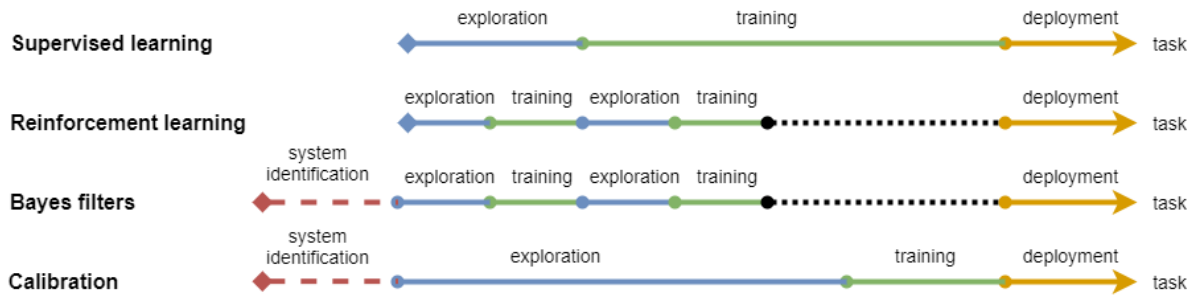 exploration training deployment
Supervised learning task
exploration training exploration training deployment
Reinforcement learning task
system
identification exploration training exploration training deployment
Bayes filters task
system
identification exploration training deployment
Calibration task